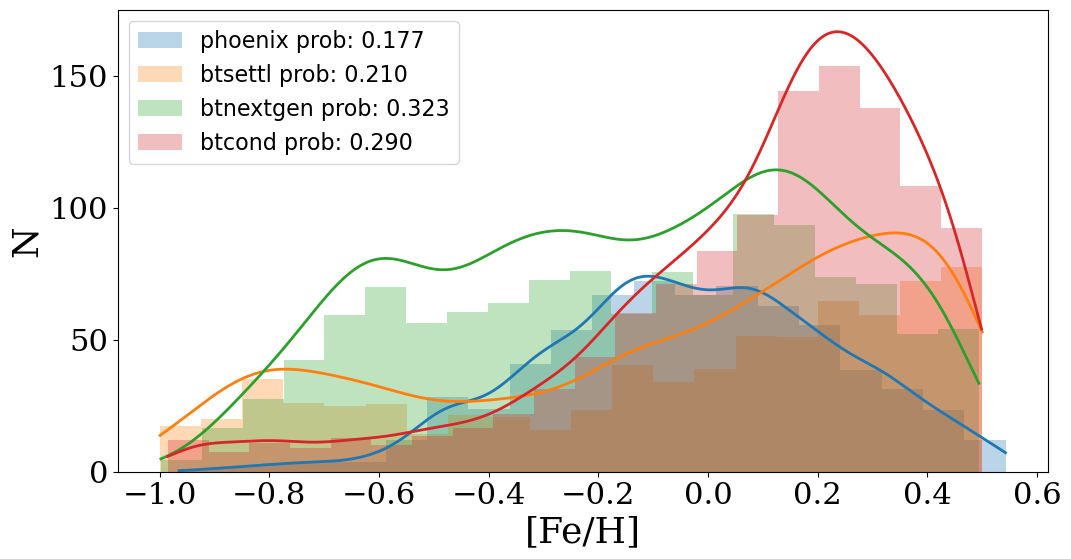 phoenix prob: 0.177
btsettl prob: 0.210
btnextgen prob: 0.323
btcond prob: 0.290
150
100
50
0
N
−1.0 −0.8 −0.6 −0.4 −0.2 0.0 0.2 0.4 0.6
[Fe/H]